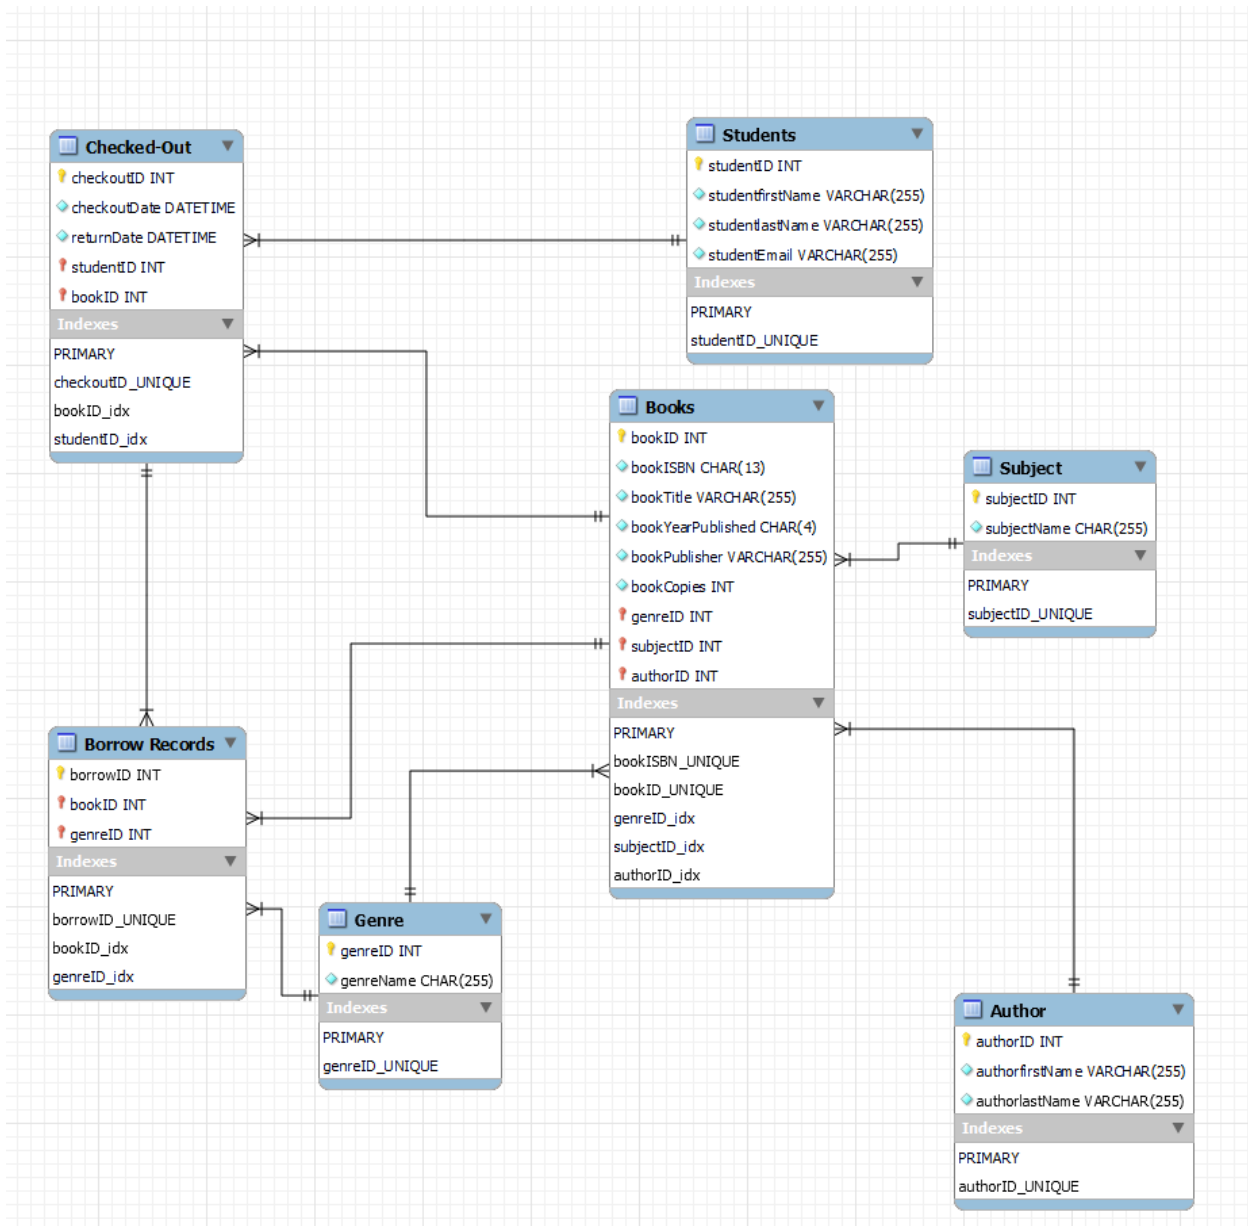 Checked-Out
checkoutID INT
checkoutDate DATETIME
returnDate DATETIME
studentID INT
bookID INT
Indexes
PRIMARY
checkoutID_UNIQUE
bookID_idx
studentID_idx
Students
studentID INT
studentfirstName VARCHAR(255)
studentlastName VARCHAR(255)
studentEmail VARCHAR(255)
Indexes
PRIMARY
studentID_UNIQUE
Books
bookID INT
bookISBN CHAR(13)
bookTitle VARCHAR(255)
bookYearPublished CHAR(4)
bookPublisher VARCHAR(255)
bookCopies INT
genreID INT
subjectID INT
authorID INT
Indexes
PRIMARY
bookISBN_UNIQUE
bookID_UNIQUE
genreID_idx
subjectID_idx
authorID_idx
Subject
subjectID INT
subjectName CHAR(255)
Indexes
PRIMARY
subjectID_UNIQUE
Borrow Records
borrowID INT
bookID INT
genreID INT
Indexes
PRIMARY
borrowID_UNIQUE
bookID_idx
genreID_idx
Genre
genreID INT
genreName CHAR(255)
Indexes
PRIMARY
genreID_UNIQUE
Author
authorID INT
authorfirstName VARCHAR(255)
authorlastName VARCHAR(255)
Indexes
PRIMARY
authorID_UNIQUE